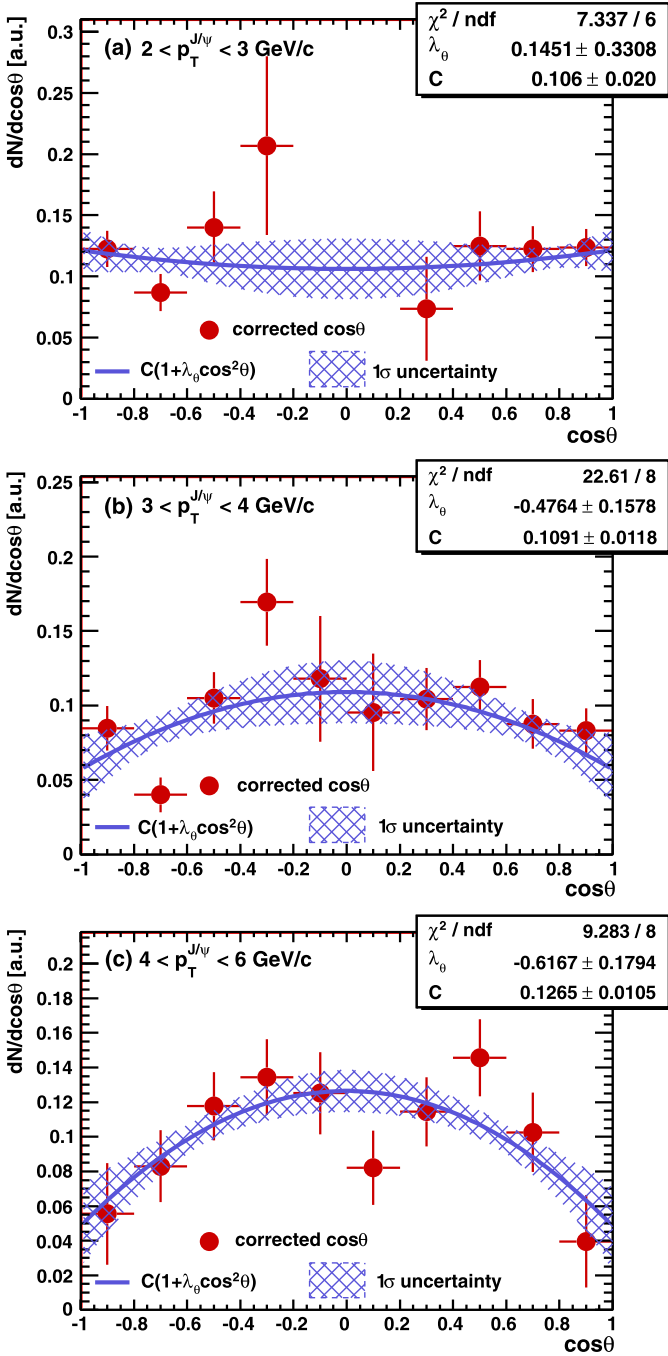 (a) 2 < p_T^{J/ψ} < 3 GeV/c
χ² / ndf 7.337 / 6
λ_θ 0.1451 ± 0.3308
C 0.106 ± 0.020
dN/dcosθ [a.u.]
0.3
0.25
0.2
0.15
0.1
0.05
0
corrected cosθ
C(1+λ_θcos²θ) 1σ uncertainty
-1 -0.8 -0.6 -0.4 -0.2 0 0.2 0.4 0.6 0.8 1
cosθ
(b) 3 < p_T^{J/ψ} < 4 GeV/c
χ² / ndf 22.61 / 8
λ_θ -0.4764 ± 0.1578
C 0.1091 ± 0.0118
dN/dcosθ [a.u.]
0.25
0.2
0.15
0.1
0.05
0
corrected cosθ
C(1+λ_θcos²θ) 1σ uncertainty
-1 -0.8 -0.6 -0.4 -0.2 0 0.2 0.4 0.6 0.8 1
cosθ
(c) 4 < p_T^{J/ψ} < 6 GeV/c
χ² / ndf 9.283 / 8
λ_θ -0.6167 ± 0.1794
C 0.1265 ± 0.0105
dN/dcosθ [a.u.]
0.2
0.18
0.16
0.14
0.12
0.1
0.08
0.06
0.04
0.02
0
corrected cosθ
C(1+λ_θcos²θ) 1σ uncertainty
-1 -0.8 -0.6 -0.4 -0.2 0 0.2 0.4 0.6 0.8 1
cosθ